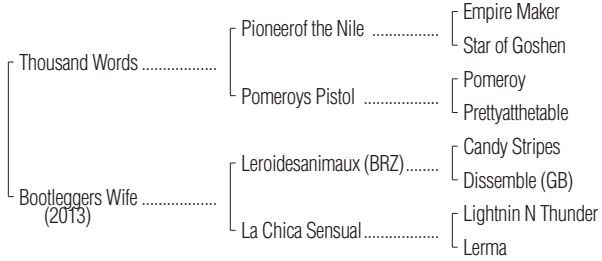 Empire Maker
Pioneerof the Nile ................
Star of Goshen
Thousand Words ..................
Pomeroy
Pomeroys Pistol ..................
Prettyatthetable
Candy Stripes
Leroidesanimaux (BRZ)........
Dissemble (GB)
Bootleggers Wife ..................
(2013)
Lightnin N Thunder
La Chica Sensual..................
Lerma